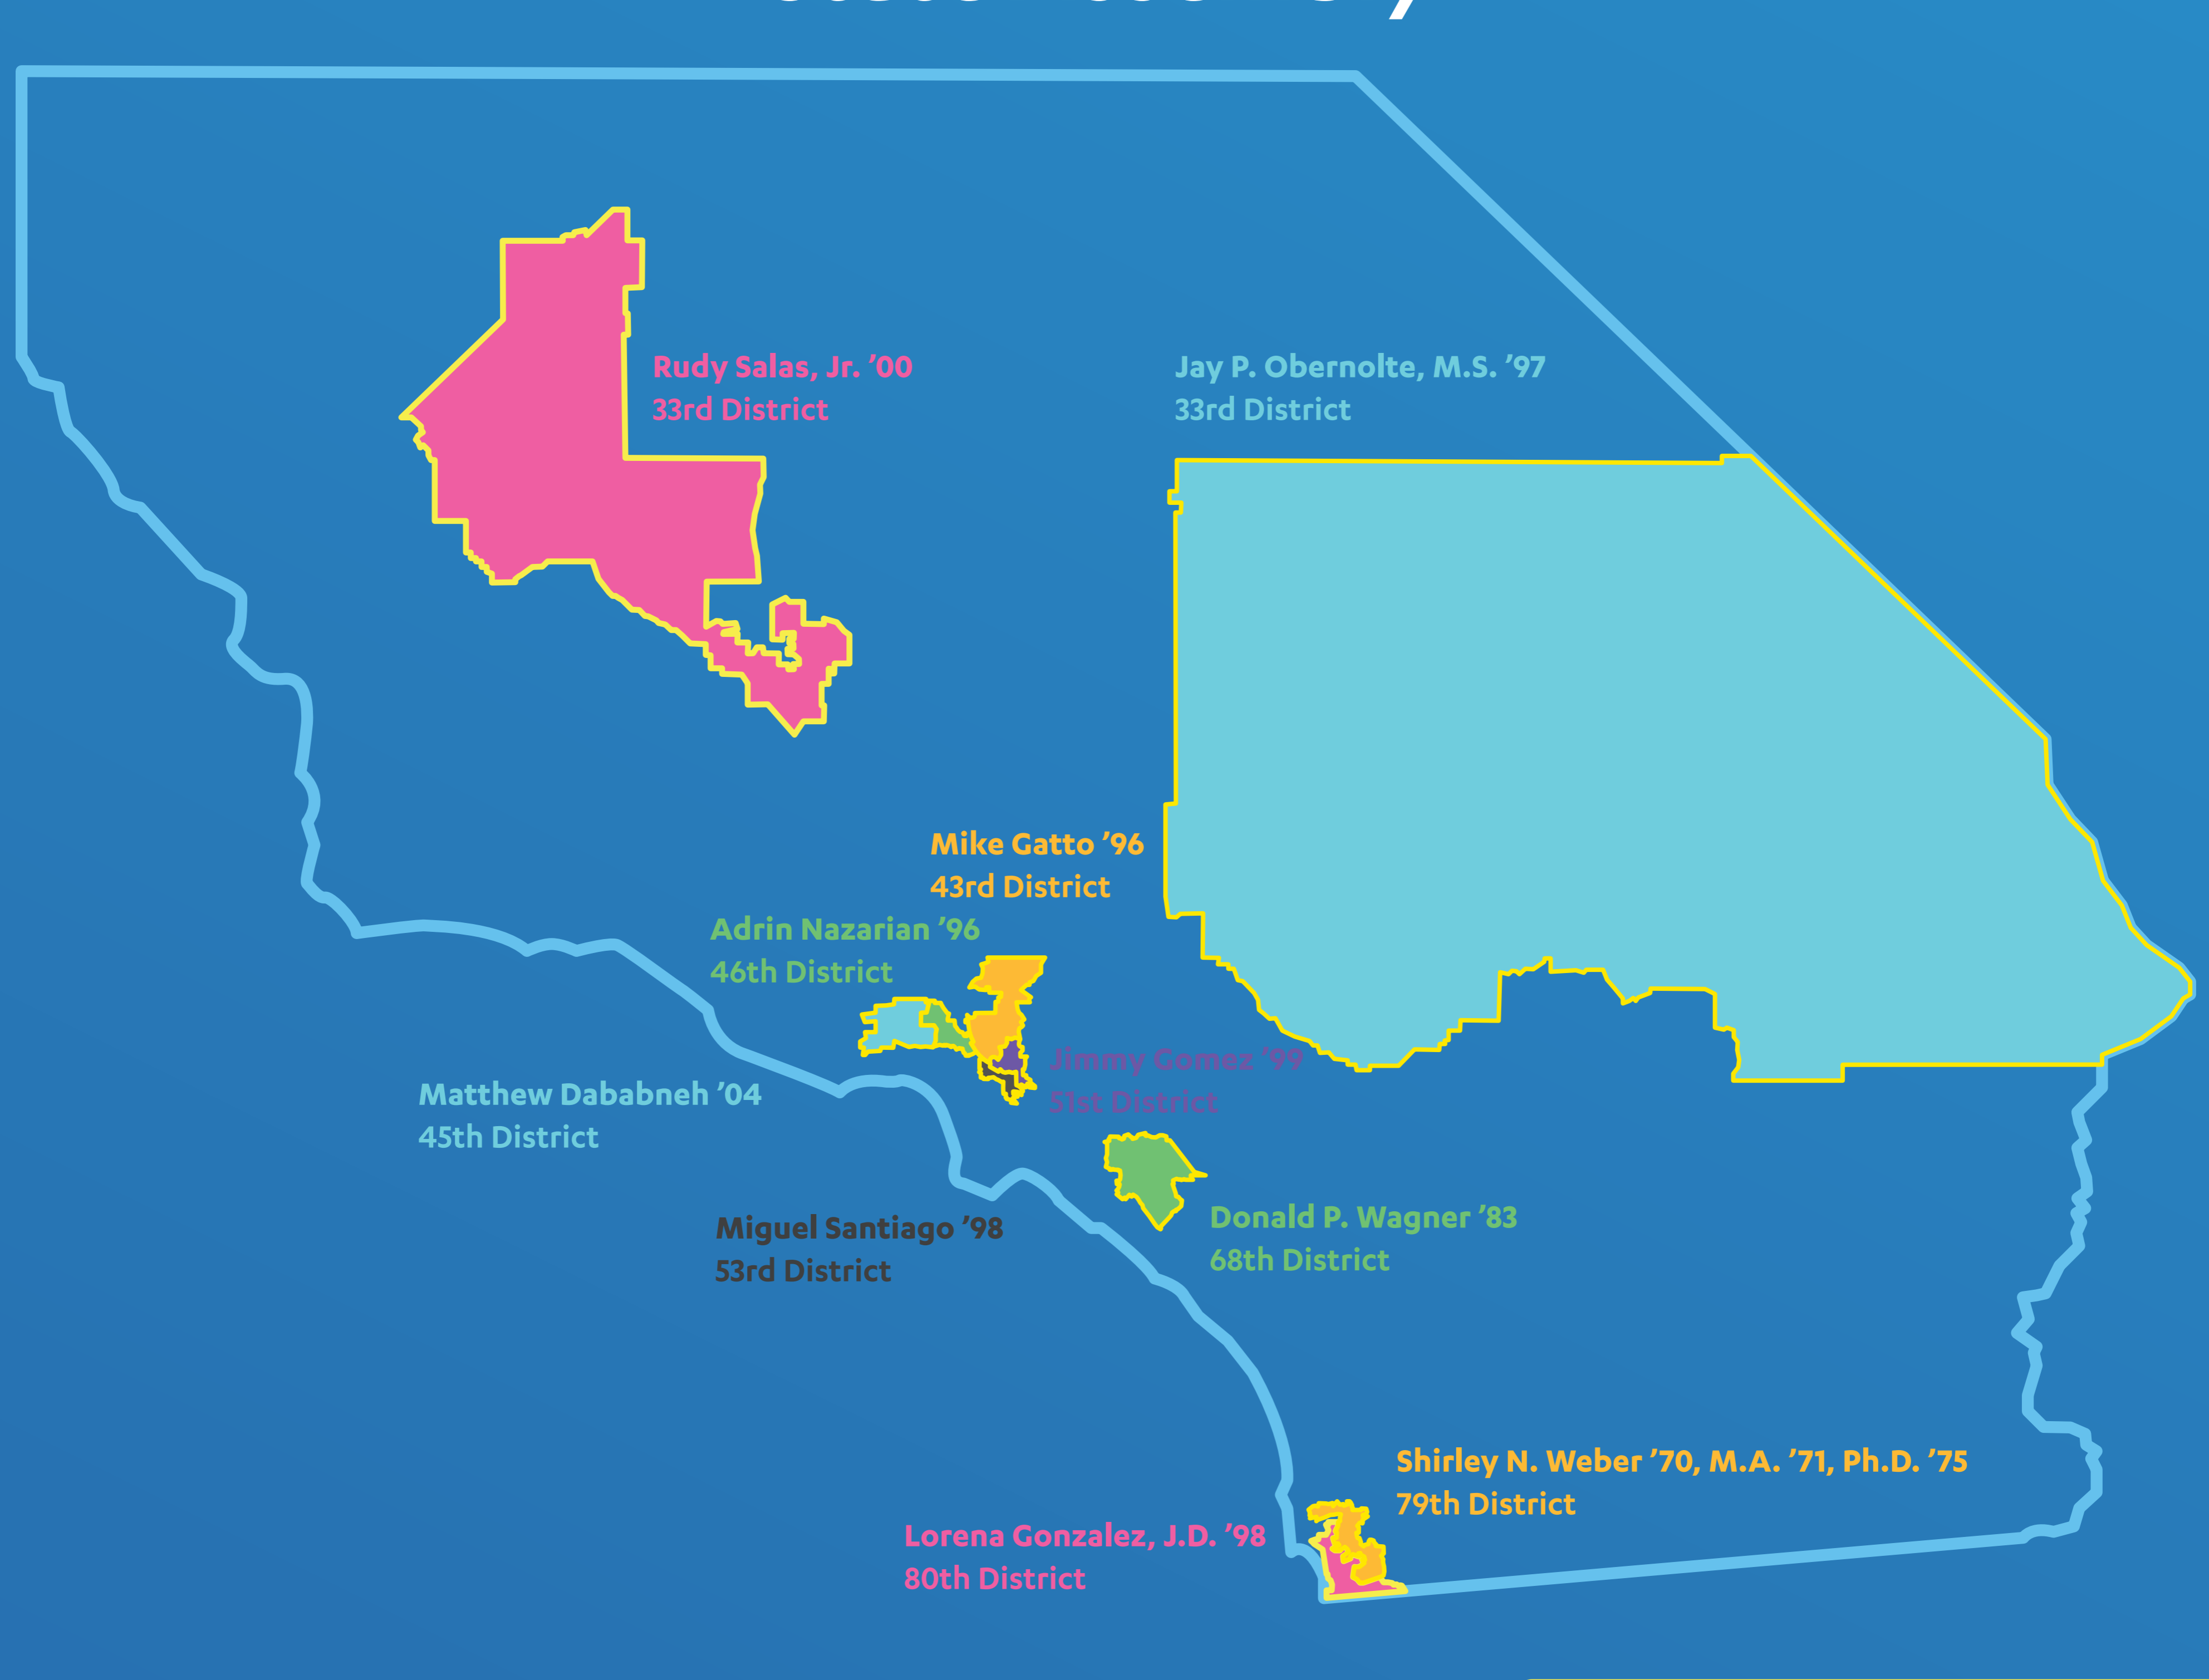 Rudy Salas, Jr. ’00
33rd District
Jay P. Obernolte, M.S. ’97
33rd District
Mike Gatto ’96
43rd District
Adrin Nazarian ’96
46th District
Jimmy Gomez ’99
51st District
Matthew Dababneh ’04
45th District
Miguel Santiago ’98
53rd District
Donald P. Wagner ’83
68th District
Shirley N. Weber ’70, M.A. ’71, Ph.D. ’75
79th District
Lorena Gonzalez, J.D. ’98
80th District